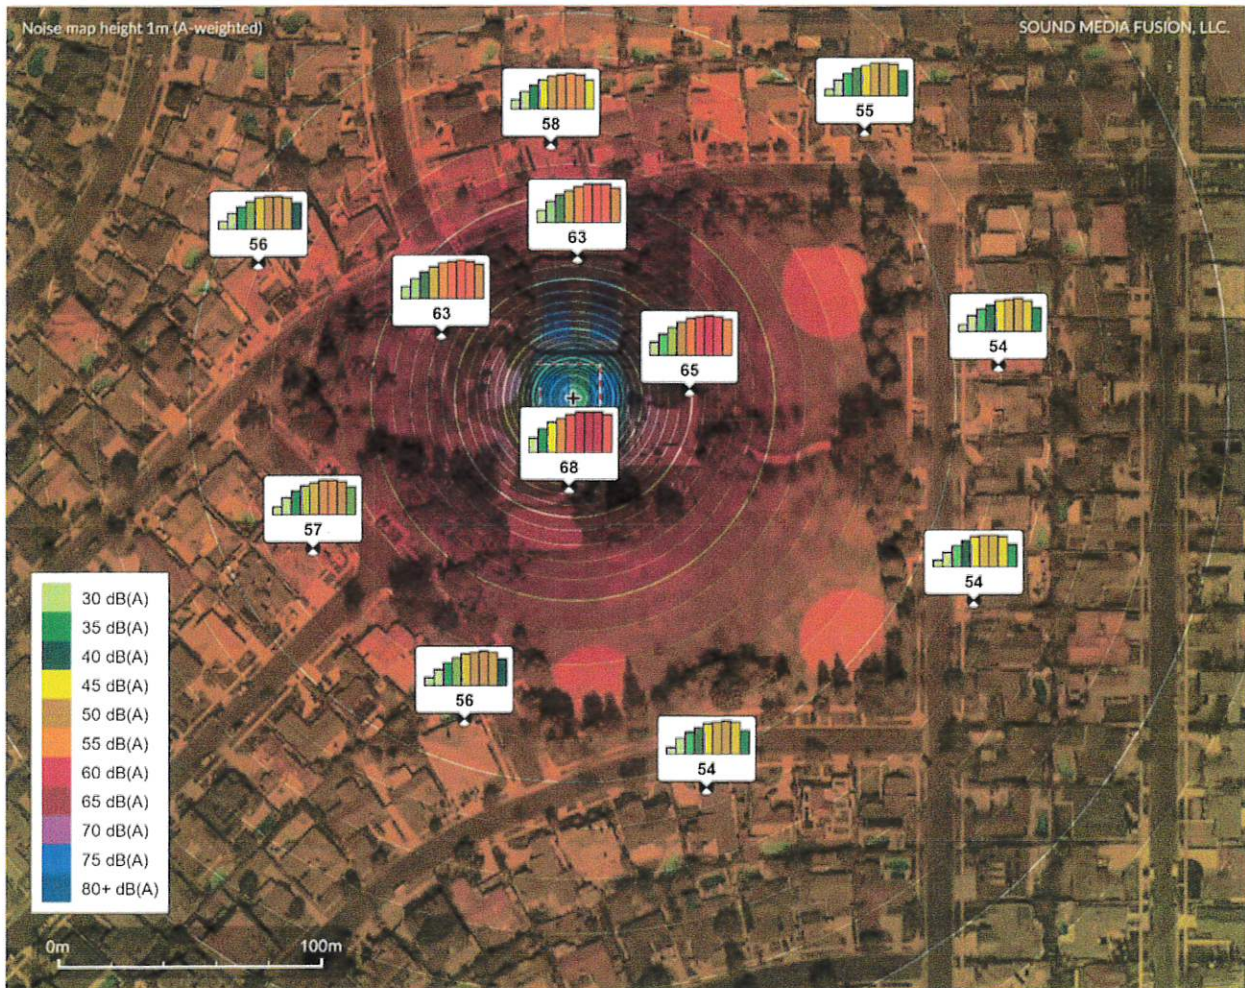 Noise map height 1m (A-weighted)
SOUND MEDIA FUSION, LLC.
58
55
56
63
63
65
54
68
57
54
56
54
30 dB(A)
35 dB(A)
40 dB(A)
45 dB(A)
50 dB(A)
55 dB(A)
60 dB(A)
65 dB(A)
70 dB(A)
75 dB(A)
80+ dB(A)
0m
100m